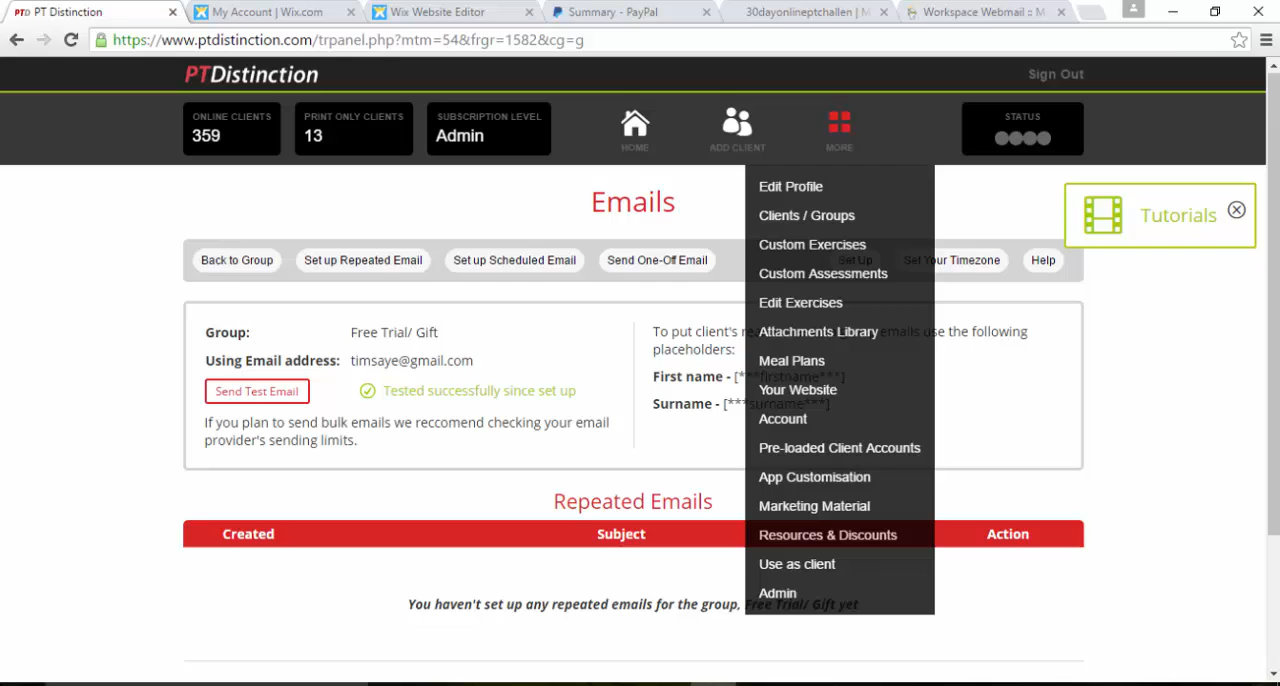 PTD PT Distinction
My Account | Wix.com
Wix Website Editor
Summary - PayPal
30dayonlineptchallen | M
Workspace Webmail :: M
https://www.ptdistinction.com/trpanel.php?mtm=54&frgr=1582&cg=g
PTDistinction
Sign Out
ONLINE CLIENTS
359
PRINT ONLY CLIENTS
13
SUBSCRIPTION LEVEL
Admin
HOME
ADD CLIENT
MORE
STATUS
Edit Profile
Clients / Groups
Custom Exercises
Custom Assessments
Edit Exercises
Attachments Library
Meal Plans
Your Website
Account
Pre-loaded Client Accounts
App Customisation
Marketing Material
Resources & Discounts
Use as client
Admin
Tutorials
Emails
Back to Group
Set up Repeated Email
Set up Scheduled Email
Send One-Off Email
Set Up
Set Your Timezone
Help
Group: Free Trial/ Gift
Using Email address: timsaye@gmail.com
Send Test Email
Tested successfully since set up
If you plan to send bulk emails we reccomend checking your email
provider's sending limits.
To put client's emails use the following
placeholders:
First name - [***firstname***]
Surname - [***surname***]
Repeated Emails
Created Subject Action
You haven't set up any repeated emails for the group, Free Trial/ Gift yet